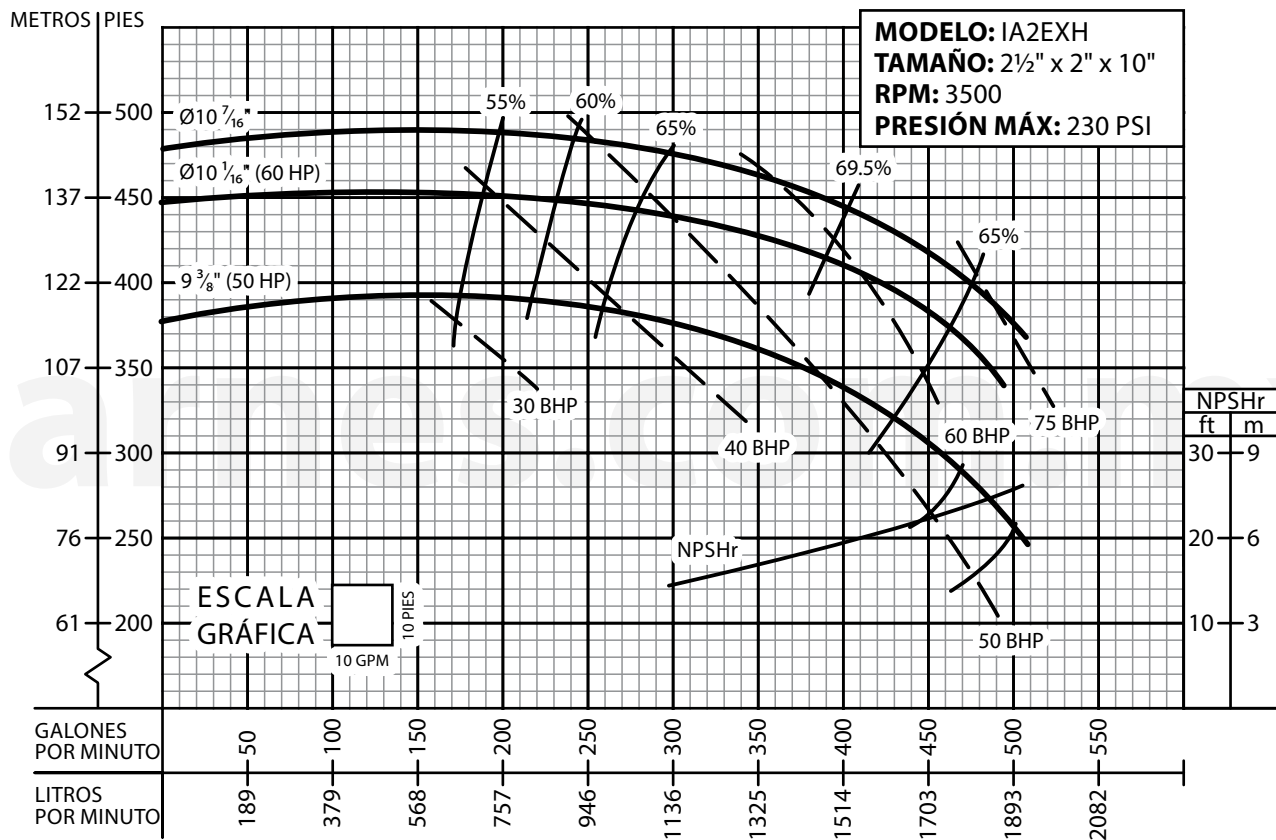 METROS PIES
MODELO: IA2EXH
TAMAÑO: 2½" x 2" x 10"
RPM: 3500
PRESIÓN MÁX: 230 PSI
152 500
137 450
122 400
107 350
91 300
76 250
61 200
Ø10 7/16"
Ø10 1/16" (60 HP)
9 3/8" (50 HP)
55%
60%
65%
69.5%
65%
30 BHP
40 BHP
60 BHP
75 BHP
50 BHP
NPSHr
NPSHr
ft m
30 9
20 6
10 3
ESCALA
GRÁFICA
10 PIES
10 GPM
GALONES
POR MINUTO
50 100 150 200 250 300 350 400 450 500 550
LITROS
POR MINUTO
189 379 568 757 946 1136 1325 1514 1703 1893 2082